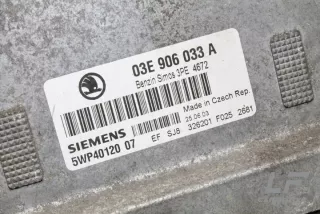 03E 906 033 A
Benzin Simos 3PE 4672
Made in Czech Rep.
SIEMENS
25.06.03
5WP40120 07
EF SJ8 326201 F025 2681